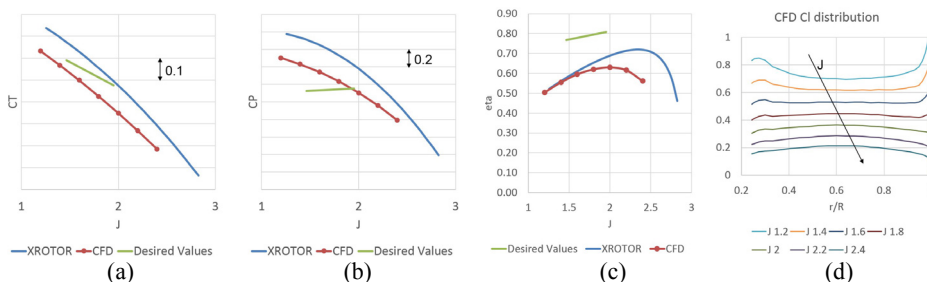 CT
0.1
1
2
3
J
XROTOR CFD Desired Values
(a)
CP
0.2
1
2
3
J
XROTOR CFD Desired Values
(b)
0.90
0.80
0.70
0.60
0.50
0.40
0.30
0.20
0.10
0.00
eta
1
1.5
2
2.5
3
J
Desired Values XROTOR CFD
(c)
CFD Cl distribution
1
0.8
0.6
0.4
0.2
0
J
0.2
0.4
0.6
0.8
1
r/R
J 1.2 J 1.4 J 1.6 J 1.8
J 2 J 2.2 J 2.4
(d)